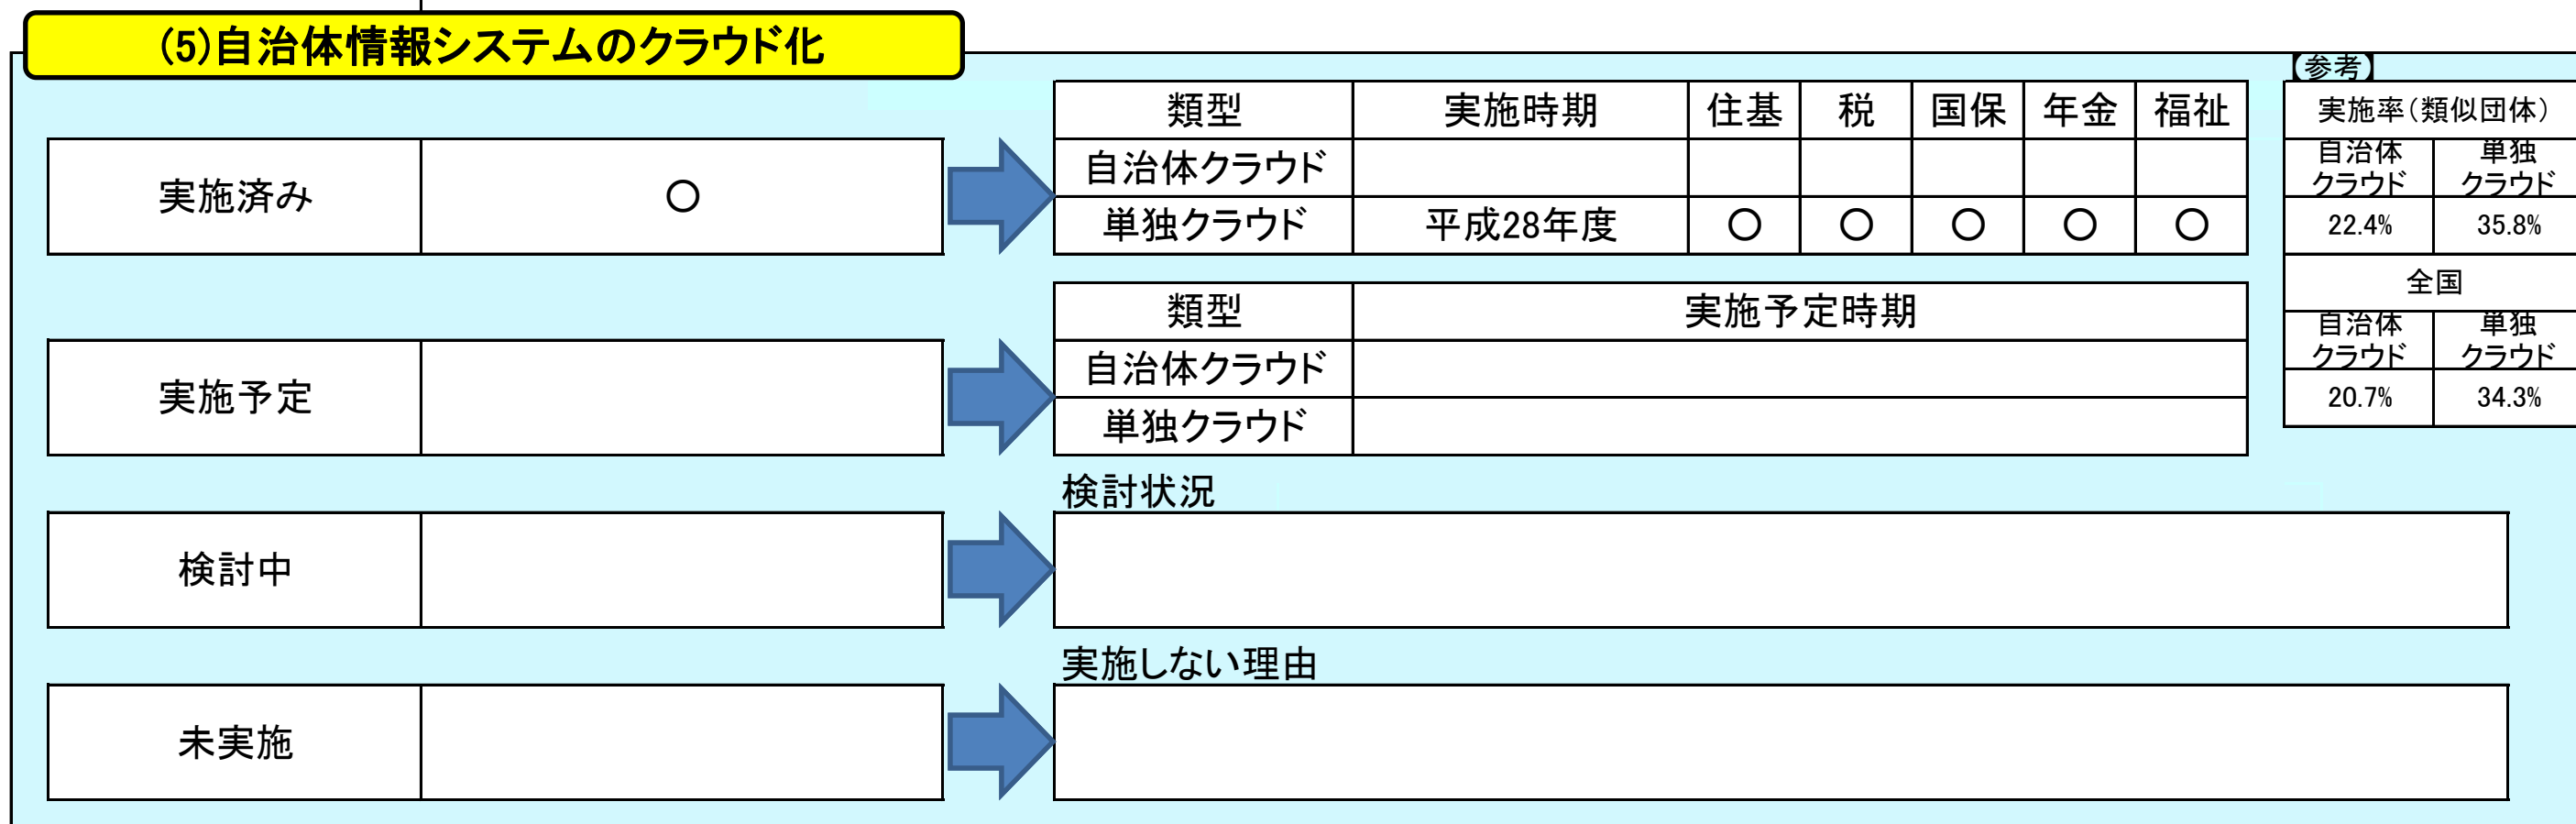 (5)自治体情報システムのクラウド化
【参考】
類型 実施時期 住基 税 国保 年金 福祉
実施済み ○
自治体クラウド
単独クラウド 平成28年度 ○ ○ ○ ○ ○
実施率(類似団体)
自治体クラウド 単独クラウド
22.4% 35.8%
全国
自治体クラウド 単独クラウド
20.7% 34.3%
類型 実施予定時期
実施予定
自治体クラウド
単独クラウド
検討状況
検討中
実施しない理由
未実施